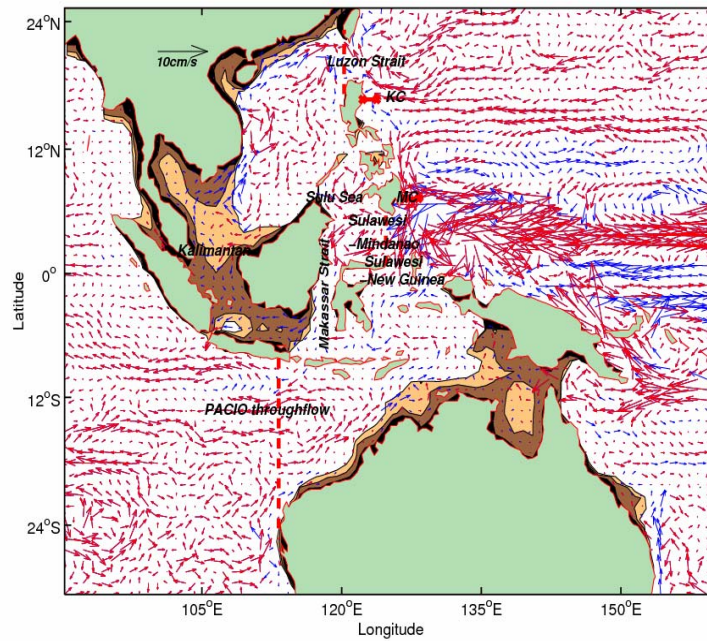 24°N
10cm/s
Luzon Strait
KC
12°N
Sulu Sea
MC
Sulawesi
Kalimantan
–Mindanao
Sulawesi
0°
–New Guinea
Makassar Strait
Latitude
12°S
PACIO throughflow
24°S
105°E
120°E
135°E
150°E
Longitude